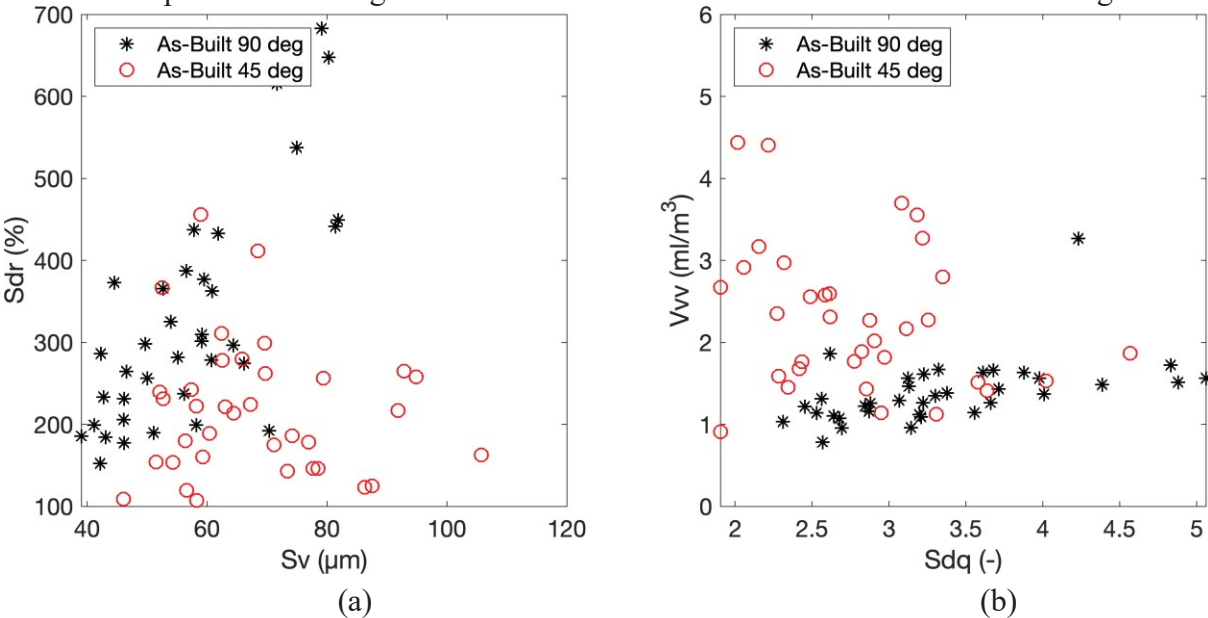 700
600
500
400
300
200
100
Sdr (%)
As-Built 90 deg
As-Built 45 deg
40 60 80 100 120
Sv (µm)
(a)
6
5
4
3
2
1
0
Vvv (ml/m³)
As-Built 90 deg
As-Built 45 deg
2 2.5 3 3.5 4 4.5 5
Sdq (-)
(b)